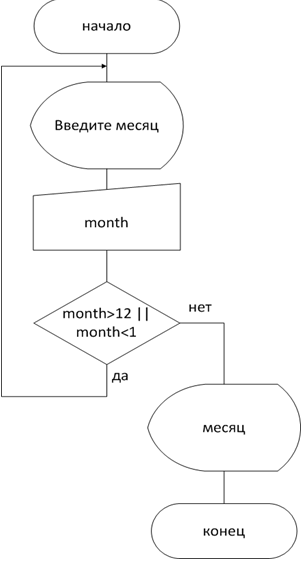 начало
Введите месяц
month
month>12 ||
month<1
нет
да
месяц
конец